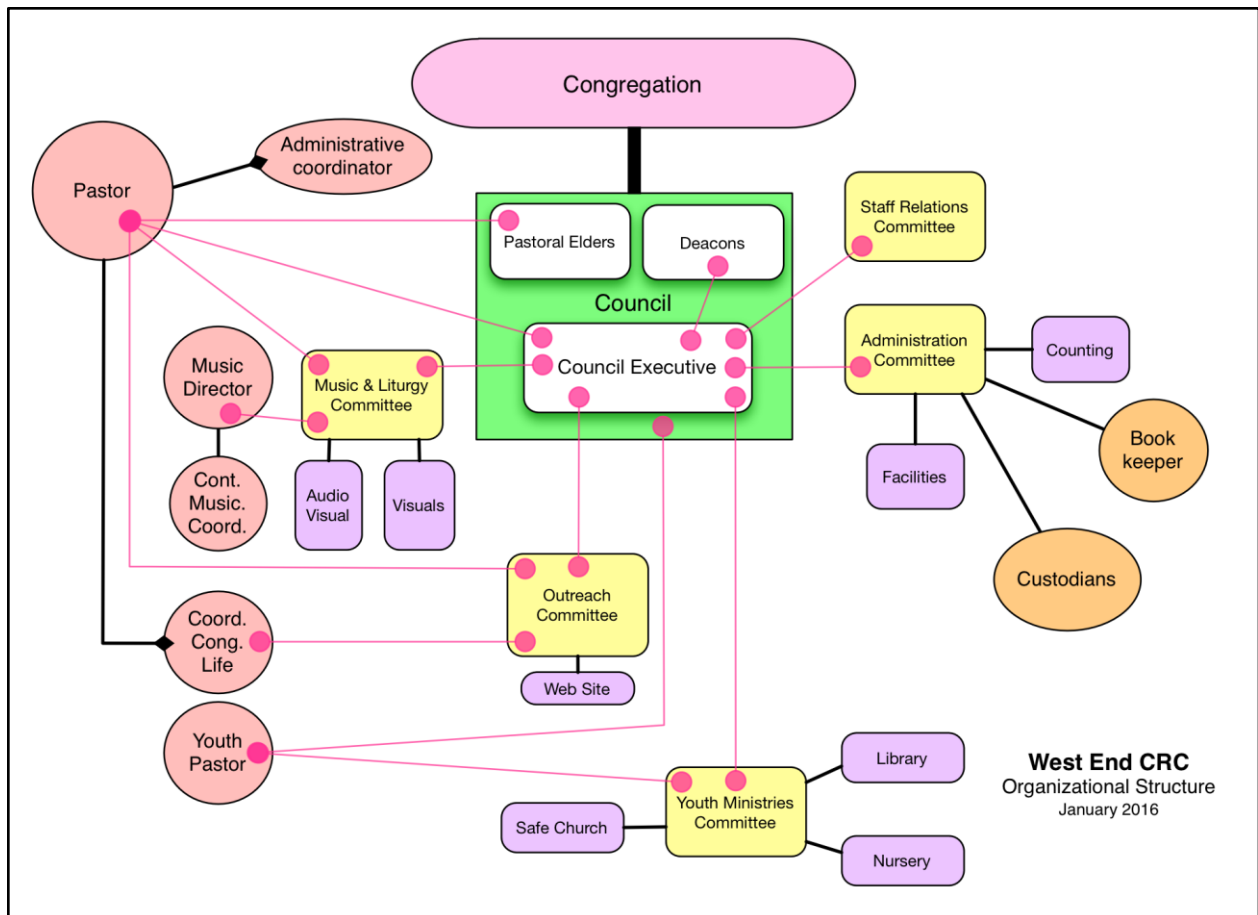 Congregation
Administrative
coordinator
Pastor
Pastoral Elders
Deacons
Staff Relations
Committee
Council
Council Executive
Administration
Committee
Counting
Music
Director
Music & Liturgy
Committee
Book
keeper
Cont.
Music.
Coord.
Audio
Visual
Visuals
Facilities
Custodians
Outreach
Committee
Coord.
Cong.
Life
Web Site
Youth
Pastor
Library
Youth Ministries
Committee
Safe Church
Nursery
West End CRC
Organizational Structure
January 2016